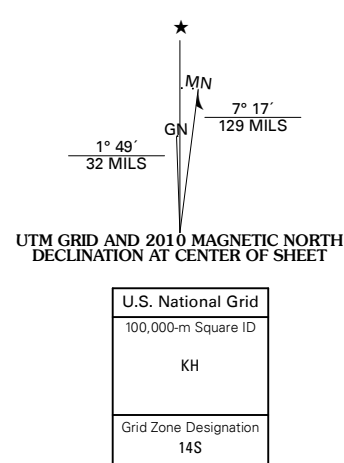 ★
MN
GN
7° 17´
129 MILS
1° 49´
32 MILS
UTM GRID AND 2010 MAGNETIC NORTH
DECLINATION AT CENTER OF SHEET
U.S. National Grid
100,000-m Square ID
KH
Grid Zone Designation
14S